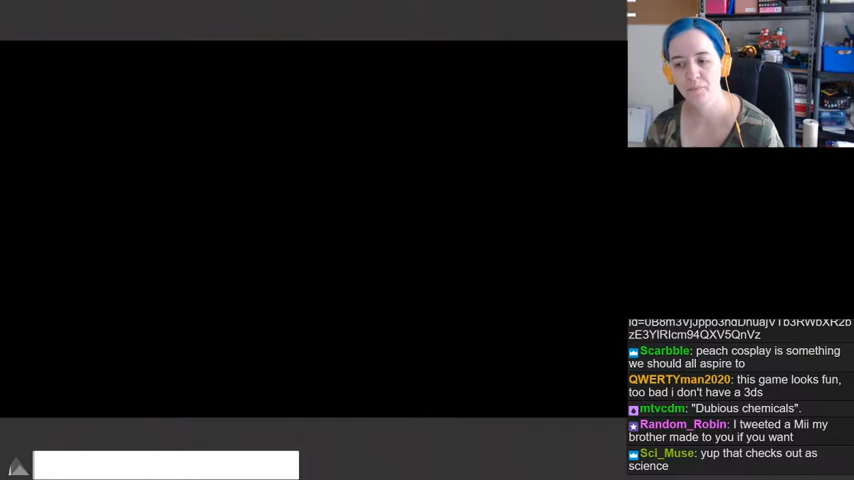 zE3YlRIcm94QXV5QnVz
Scarbble: peach cosplay is something
we should all aspire to
QWERTYman2020: this game looks fun,
too bad i don't have a 3ds
mtvcdm: "Dubious chemicals".
Random_Robin: I tweeted a Mii my
brother made to you if you want
Sci_Muse: yup that checks out as
science